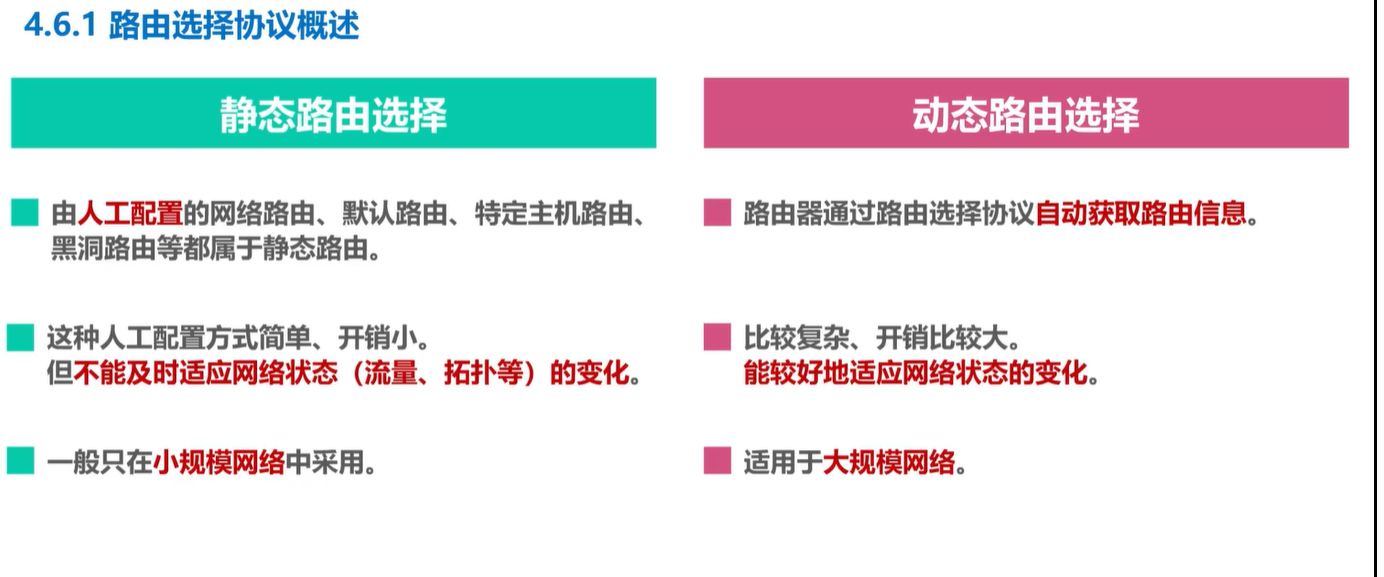 4.6.1 路由选择协议概述
静态路由选择
由人工配置的网络路由、默认路由、特定主机路由、
黑洞路由等都属于静态路由。
这种人工配置方式简单、开销小。
但不能及时适应网络状态（流量、拓扑等）的变化。
一般只在小规模网络中采用。
动态路由选择
路由器通过路由选择协议自动获取路由信息。
比较复杂、开销比较大。
能较好地适应网络状态的变化。
适用于大规模网络。